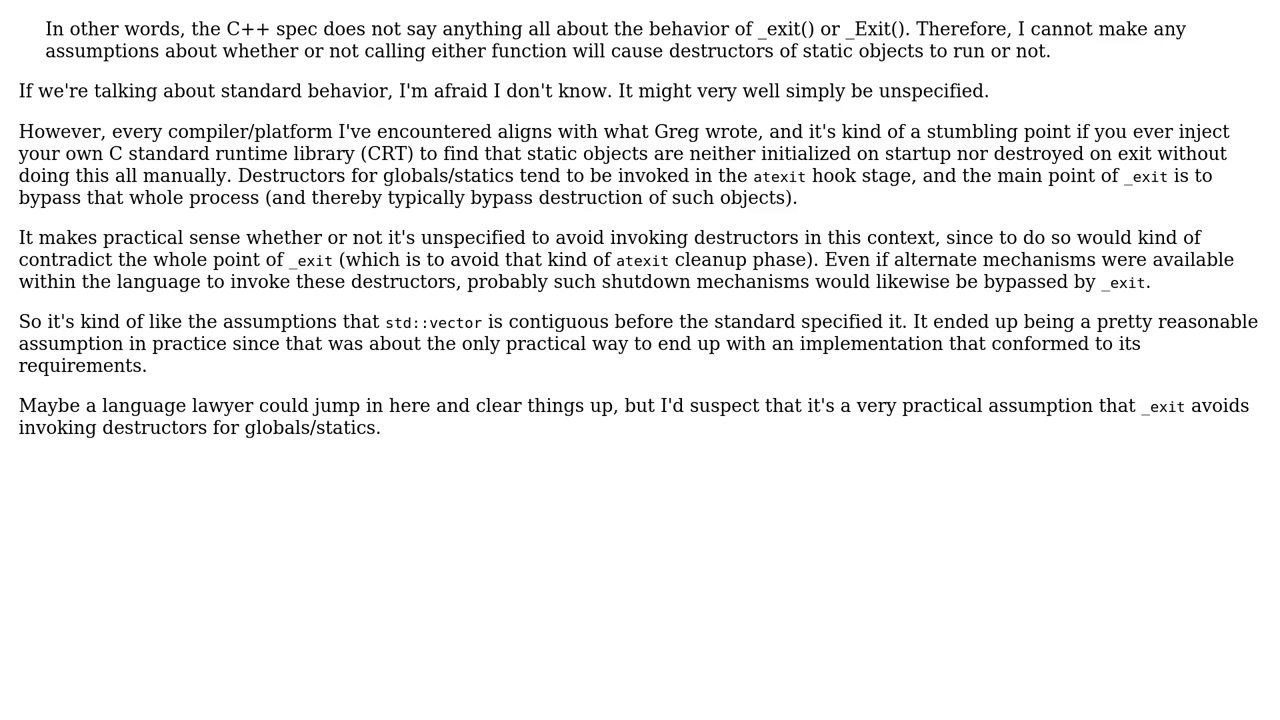 In other words, the C++ spec does not say anything all about the behavior of _exit() or _Exit(). Therefore, I cannot make any
assumptions about whether or not calling either function will cause destructors of static objects to run or not.
If we're talking about standard behavior, I'm afraid I don't know. It might very well simply be unspecified.
However, every compiler/platform I've encountered aligns with what Greg wrote, and it's kind of a stumbling point if you ever inject
your own C standard runtime library (CRT) to find that static objects are neither initialized on startup nor destroyed on exit without
doing this all manually. Destructors for globals/statics tend to be invoked in the atexit hook stage, and the main point of _exit is to
bypass that whole process (and thereby typically bypass destruction of such objects).
It makes practical sense whether or not it's unspecified to avoid invoking destructors in this context, since to do so would kind of
contradict the whole point of _exit (which is to avoid that kind of atexit cleanup phase). Even if alternate mechanisms were available
within the language to invoke these destructors, probably such shutdown mechanisms would likewise be bypassed by _exit.
So it's kind of like the assumptions that std::vector is contiguous before the standard specified it. It ended up being a pretty reasonable
assumption in practice since that was about the only practical way to end up with an implementation that conformed to its
requirements.
Maybe a language lawyer could jump in here and clear things up, but I'd suspect that it's a very practical assumption that _exit avoids
invoking destructors for globals/statics.